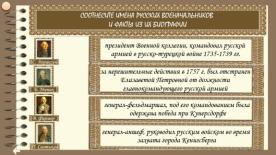 СООТНЕСИТЕ ИМЕНА РУССКИХ ВОЕНАЧАЛЬНИКОВ
И ФАКТЫ ИЗ ИХ БИОГРАФИИ
президент Военной коллегии, командовал русской
армией в русско-турецкой войне 1735-1739 гг.
за нерешительные действия в 1757 г. был отстранен
Елизаветой Петровной от должности
главнокомандующего русской армией
генерал-фельдмаршал, под его командованием была
одержана победа при Кунерсдорфе
генерал-аншеф, руководил русским войском во время
захвата города Кенигсберга